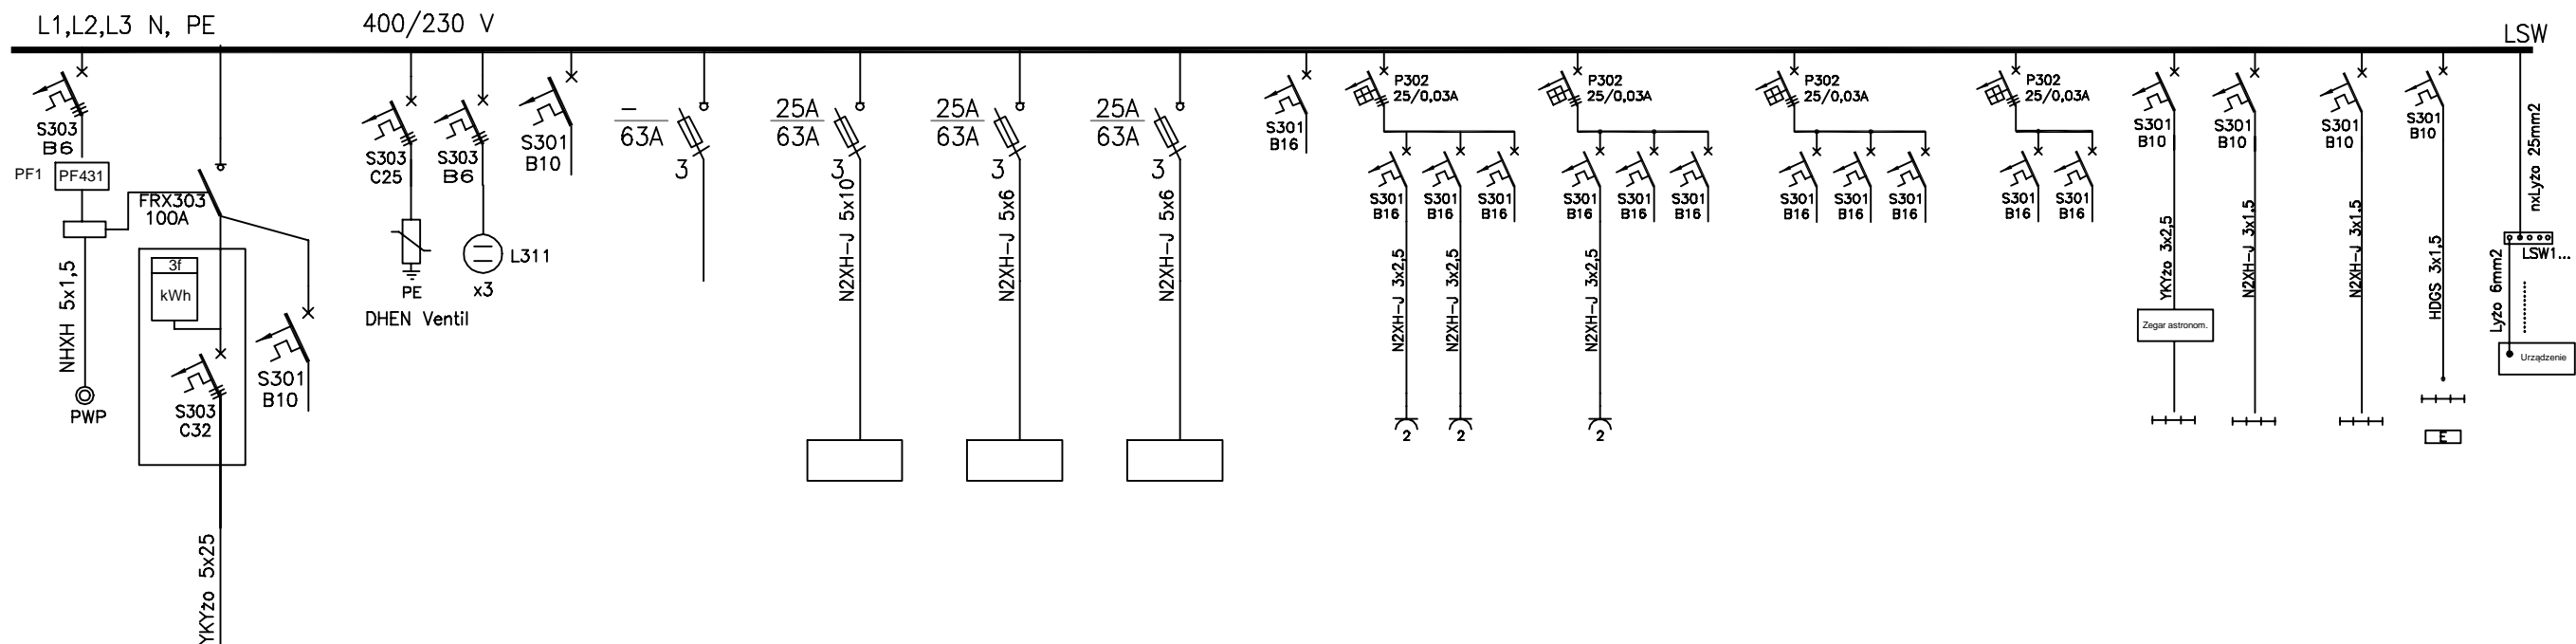 L1,L2,L3 N, PE
400/230 V
LSW
S303
B6
PF1
PF431
NHXH 5x1,5
PWP
FRX303
100A
3f
kWh
S303
C32
YKYżo 5x25
S301
B10
S303
C25
PE
DHEN Ventil
S303
B6
L311
x3
S301
B10
–
63A
3
25A
63A
3
N2XH-J 5x10
25A
63A
3
N2XH-J 5x6
25A
63A
3
N2XH-J 5x6
S301
B16
P302
25/0,03A
S301
B16
N2XH-J 3x2,5
2
S301
B16
N2XH-J 3x2,5
2
S301
B16
P302
25/0,03A
S301
B16
N2XH-J 3x2,5
2
S301
B16
S301
B16
P302
25/0,03A
S301
B16
S301
B16
S301
B16
P302
25/0,03A
S301
B16
S301
B16
S301
B10
YKYżo 3x2,5
Zegar astronom.
S301
B10
N2XH-J 3x1,5
S301
B10
N2XH-J 3x1,5
S301
B10
HDGS 3x1,5
E
nxLyżo 25mm2
LSW1...
Lyżo 6mm2
Urządzenie